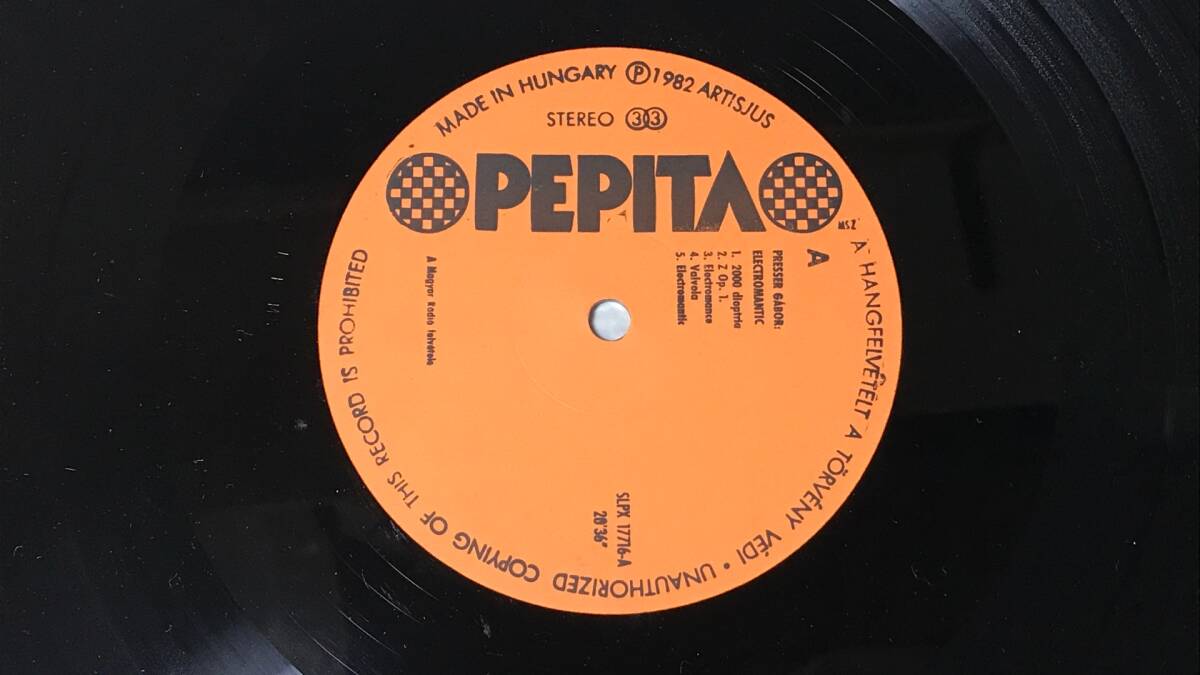 MADE IN HUNGARY Ⓟ 1982 ARTISJUS
STEREO 33
PEPITA
MSZ
A
PRESSER GÁBOR:
ELECTROMANTIC
1. 2000 dioptria
2. Z Op. 1.
3. Electromance
4. Valvola
5. Electromantic
A Magyar Rádió felvétele
SLPX 17716-A
20'36"
A HANGFELVÉTELT A TÖRVÉNY VÉDI • UNAUTHORIZED COPYING OF THIS RECORD IS PROHIBITED